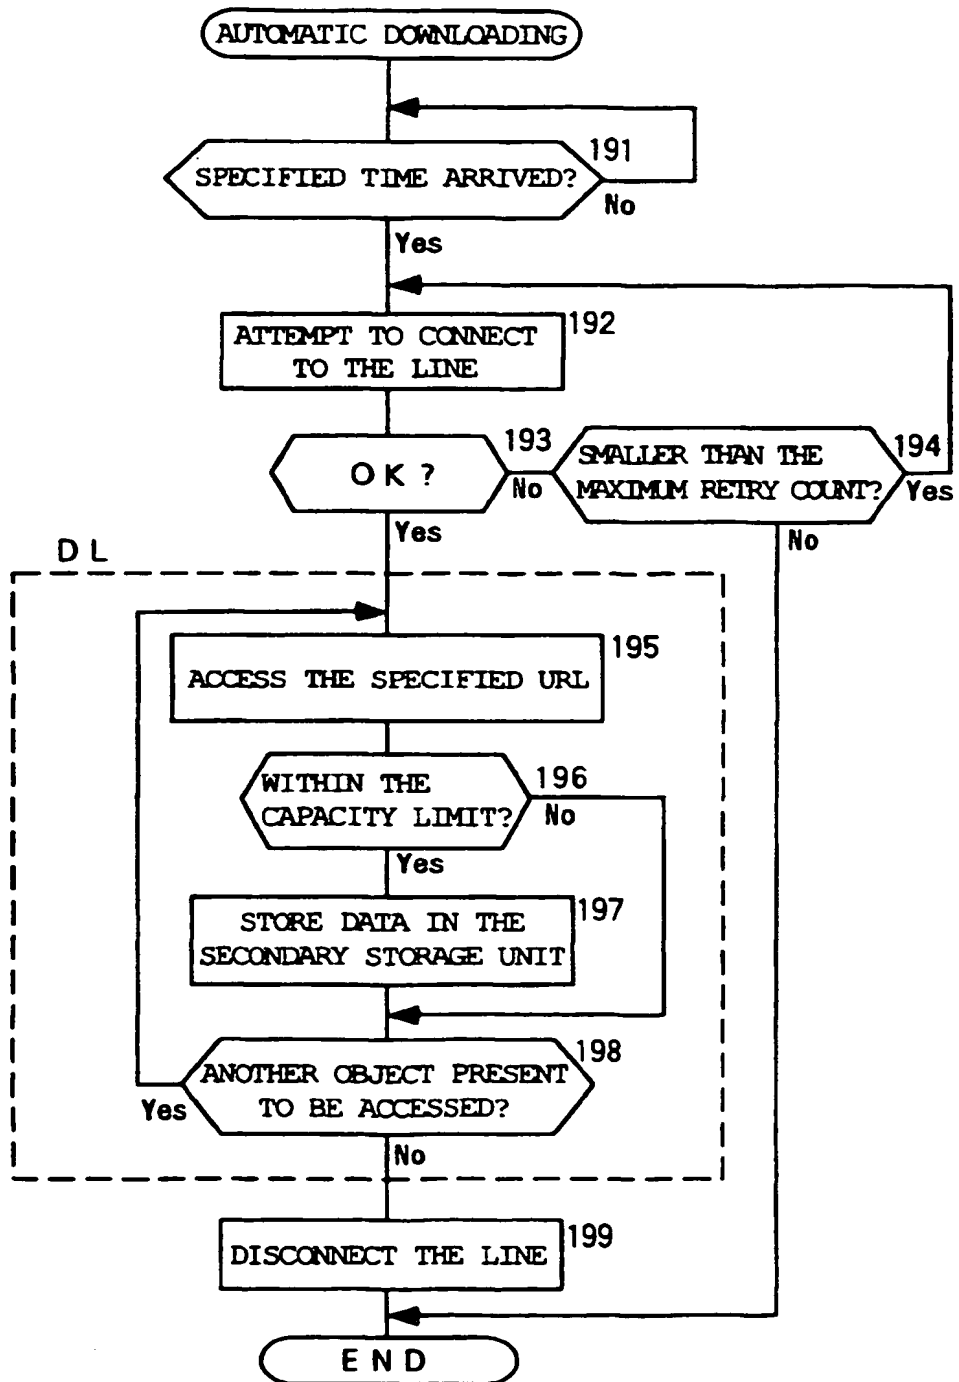 AUTOMATIC DOWNLOADING
191
SPECIFIED TIME ARRIVED?
No
Yes
192
ATTEMPT TO CONNECT
TO THE LINE
193
OK?
No
Yes
194
SMALLER THAN THE
MAXIMUM RETRY COUNT?
Yes
No
DL
195
ACCESS THE SPECIFIED URL
196
WITHIN THE
CAPACITY LIMIT?
No
Yes
197
STORE DATA IN THE
SECONDARY STORAGE UNIT
198
ANOTHER OBJECT PRESENT
TO BE ACCESSED?
Yes
No
199
DISCONNECT THE LINE
END